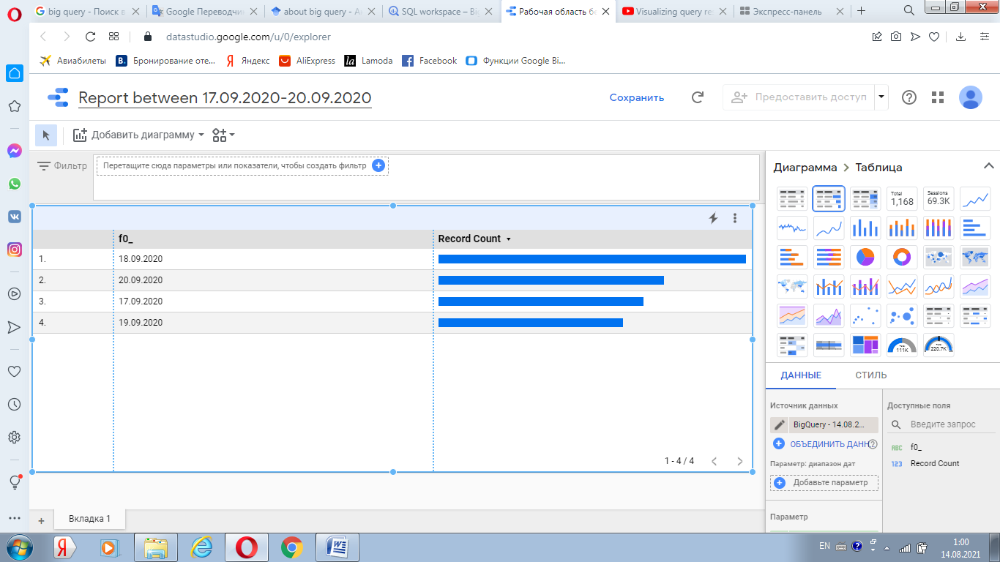 big query - Поиск в
Google Переводчик
about big query - Ал
SQL workspace – Bi
Рабочая область бе
Visualizing query re
Экспресс-панель
datastudio.google.com/u/0/explorer
Авиабилеты
Бронирование оте...
Яндекс
AliExpress
Lamoda
Facebook
Функции Google Bi...
Report between 17.09.2020-20.09.2020
Сохранить
Предоставить доступ
Добавить диаграмму
Фильтр
Перетащите сюда параметры или показатели, чтобы создать фильтр
f0_ Record Count
1. 18.09.2020
2. 20.09.2020
3. 17.09.2020
4. 19.09.2020
1 - 4 / 4
Вкладка 1
Диаграмма > Таблица
Total
1,168
Sessions
69.3K
111K
220.7K
ДАННЫЕ
СТИЛЬ
Источник данных
BigQuery - 14.08.2...
ОБЪЕДИНИТЬ ДАНН
Параметр: диапазон дат
Добавьте параметр
Параметр
Доступные поля
Введите запрос
ABC f0_
123 Record Count
EN
1:00
14.08.2021